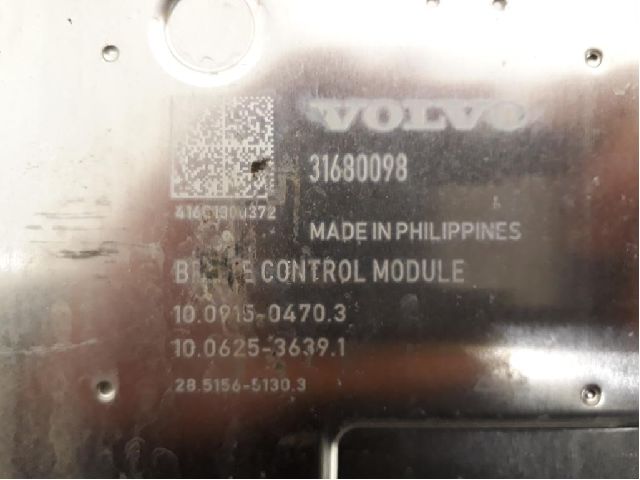 VOLVO
31680098
MADE IN PHILIPPINES
CONTROL MODULE
10.0915-0470.3
10.0625-3639.1
28.5156-5130.3